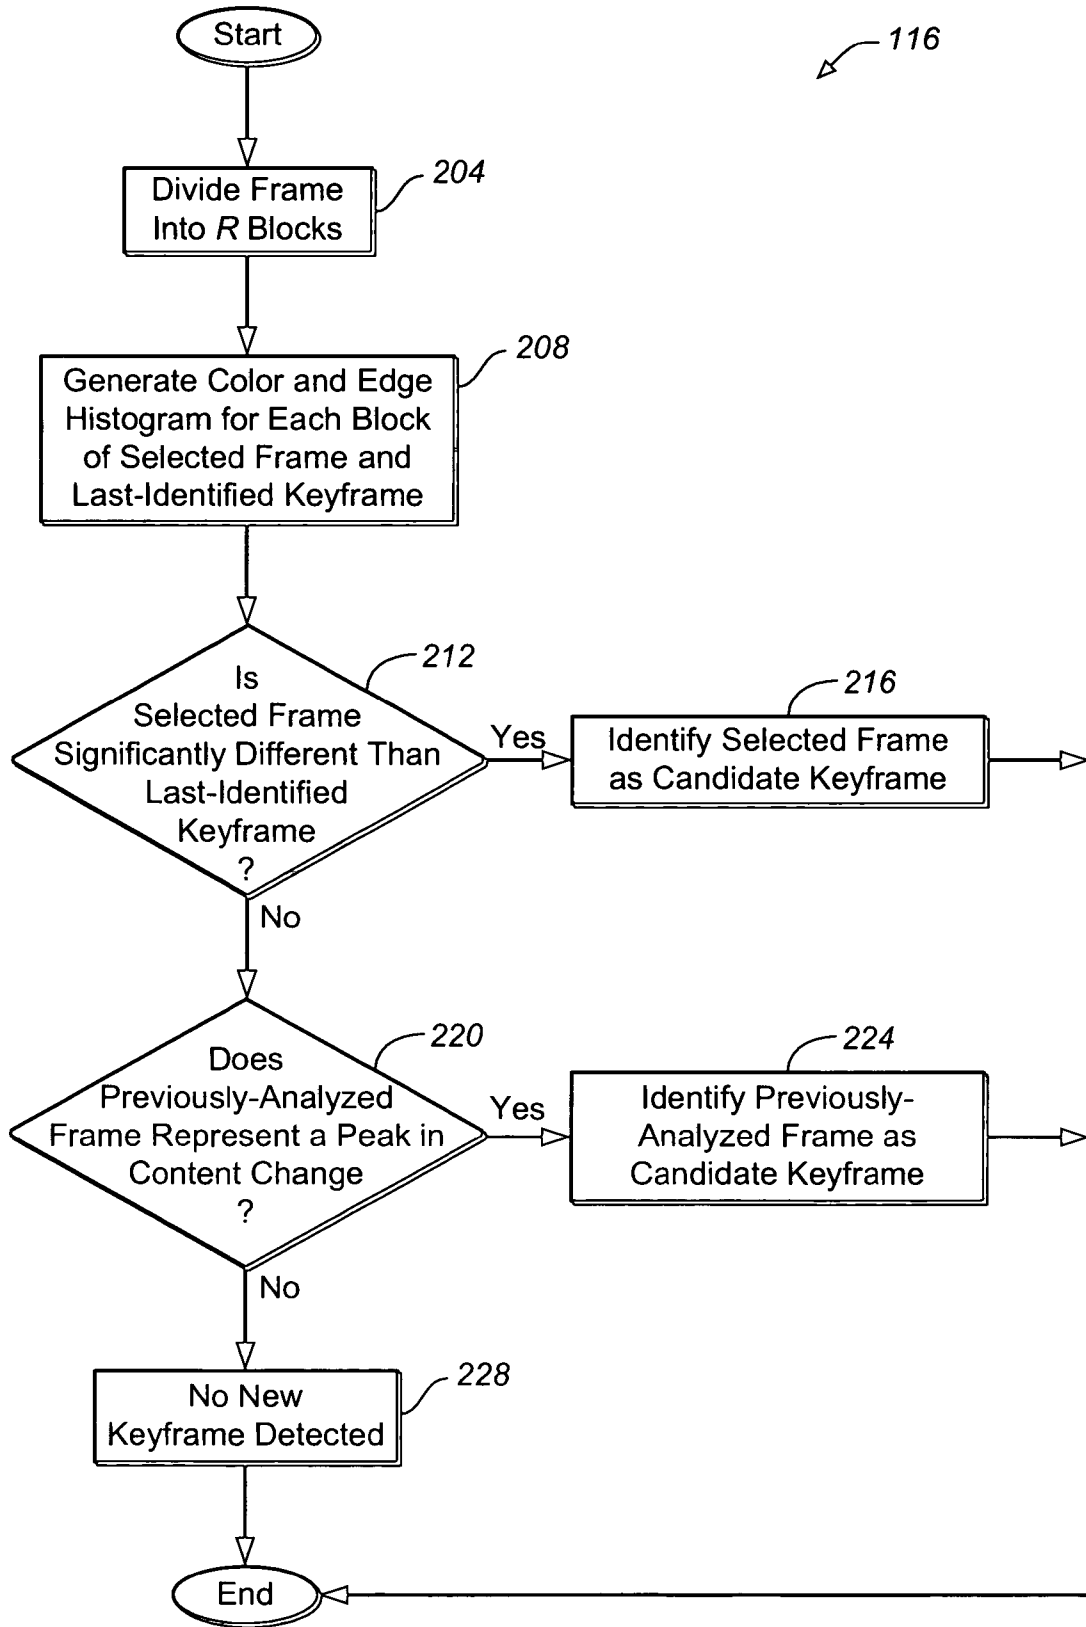 Start
116
204
Divide Frame
Into R Blocks
208
Generate Color and Edge
Histogram for Each Block
of Selected Frame and
Last-Identified Keyframe
212
Is
Selected Frame
Significantly Different Than
Last-Identified
Keyframe
?
Yes
216
Identify Selected Frame
as Candidate Keyframe
No
220
Does
Previously-Analyzed
Frame Represent a Peak in
Content Change
?
Yes
224
Identify Previously-
Analyzed Frame as
Candidate Keyframe
No
228
No New
Keyframe Detected
End